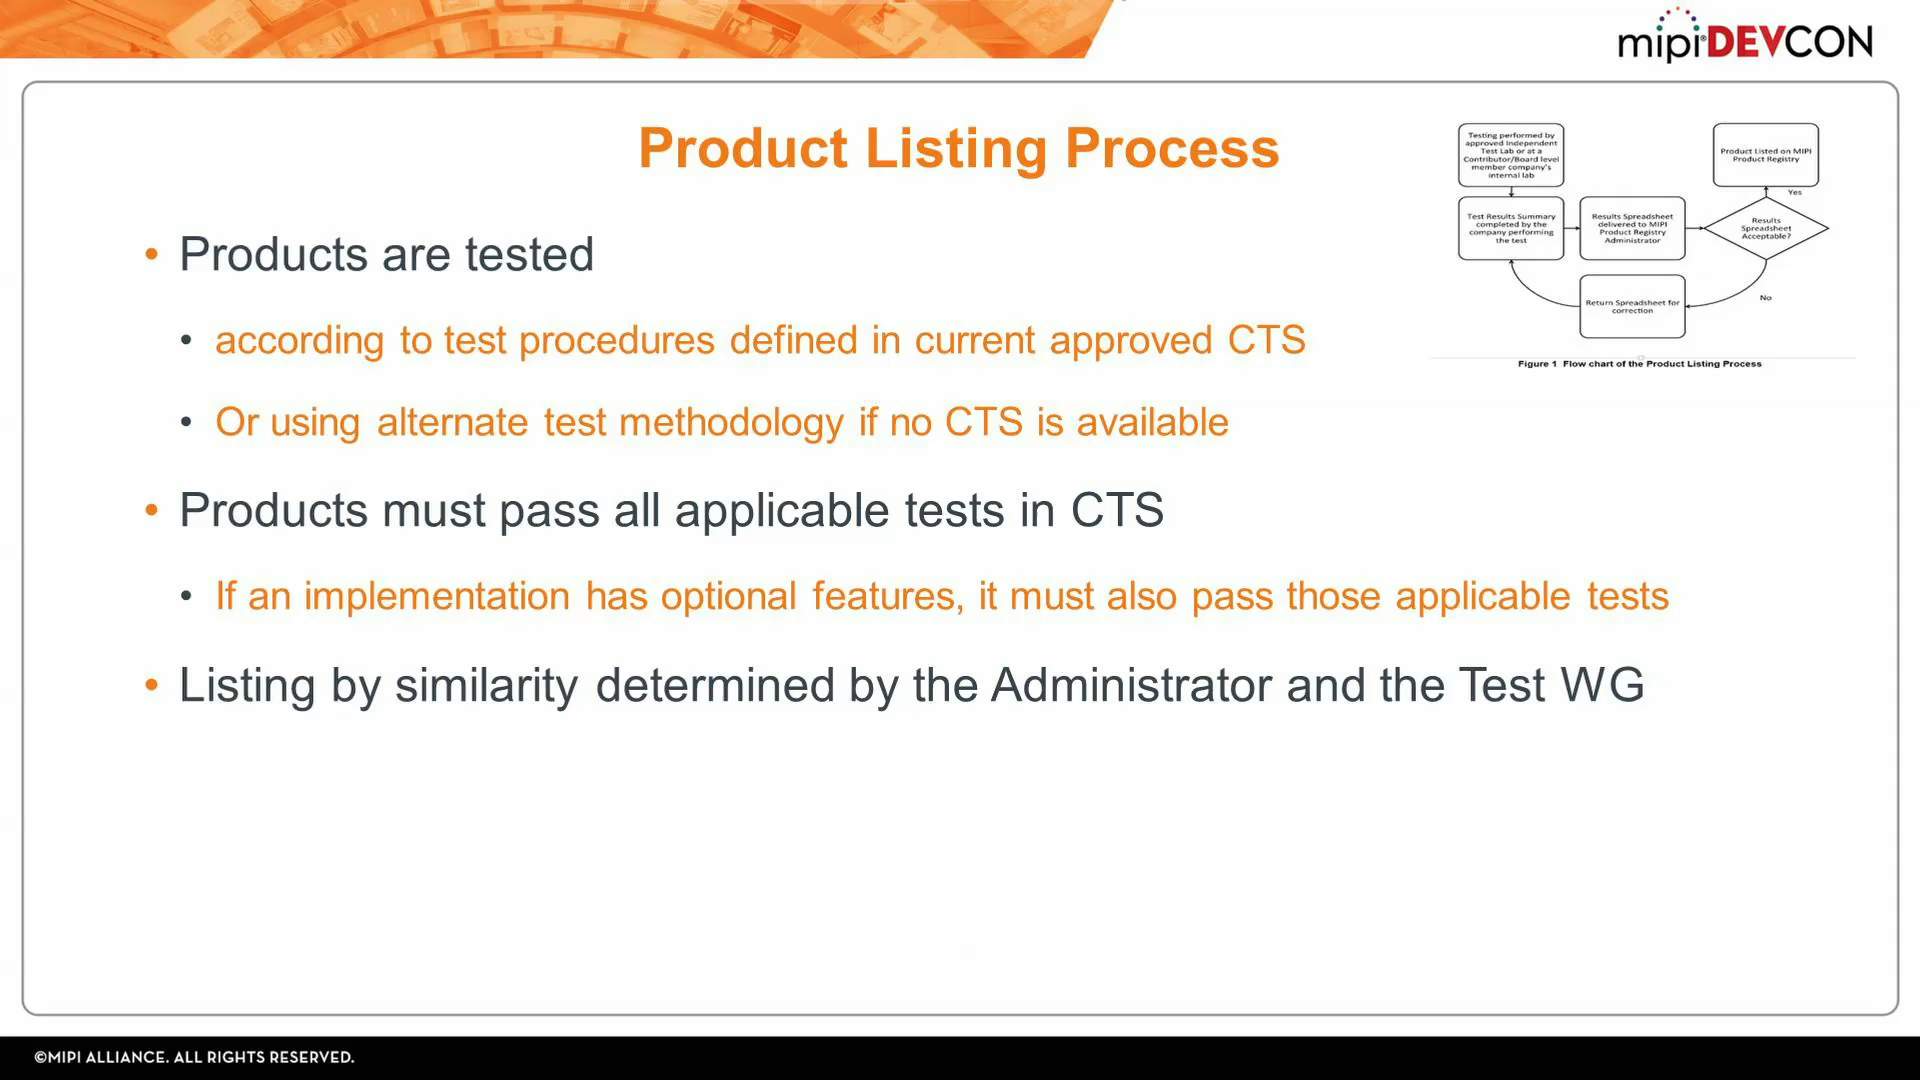 mipi® DEVCON
Product Listing Process
• Products are tested
• according to test procedures defined in current approved CTS
• Or using alternate test methodology if no CTS is available
• Products must pass all applicable tests in CTS
• If an implementation has optional features, it must also pass those applicable tests
• Listing by similarity determined by the Administrator and the Test WG
Testing performed by
approved Independent
Test Lab or at a
Contributor/Board level
member company's
internal lab
Product Listed on MIPI
Product Registry
Yes
Test Results Summary
completed by the
company performing
the test
Results Spreadsheet
delivered to MIPI
Product Registry
Administrator
Results
Spreadsheet
Acceptable?
No
Return Spreadsheet for
correction
Figure 1 Flow chart of the Product Listing Process
©MIPI ALLIANCE. ALL RIGHTS RESERVED.